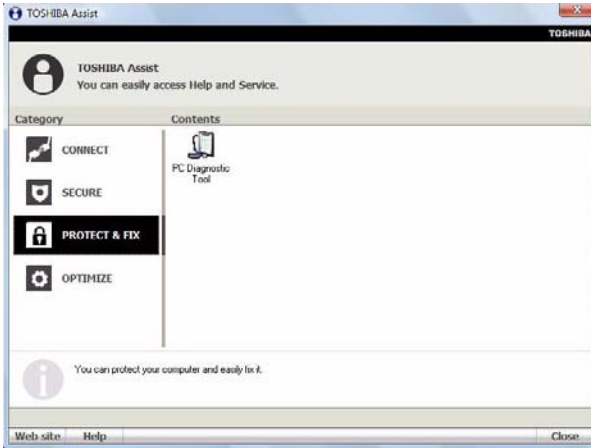 TOSHIBA Assist
TOSHIBA
TOSHIBA Assist
You can easily access Help and Service.
Category
Contents
CONNECT
SECURE
PROTECT & FIX
OPTIMIZE
PC Diagnostic
Tool
You can protect your computer and easily fix it.
Web site
Help
Close